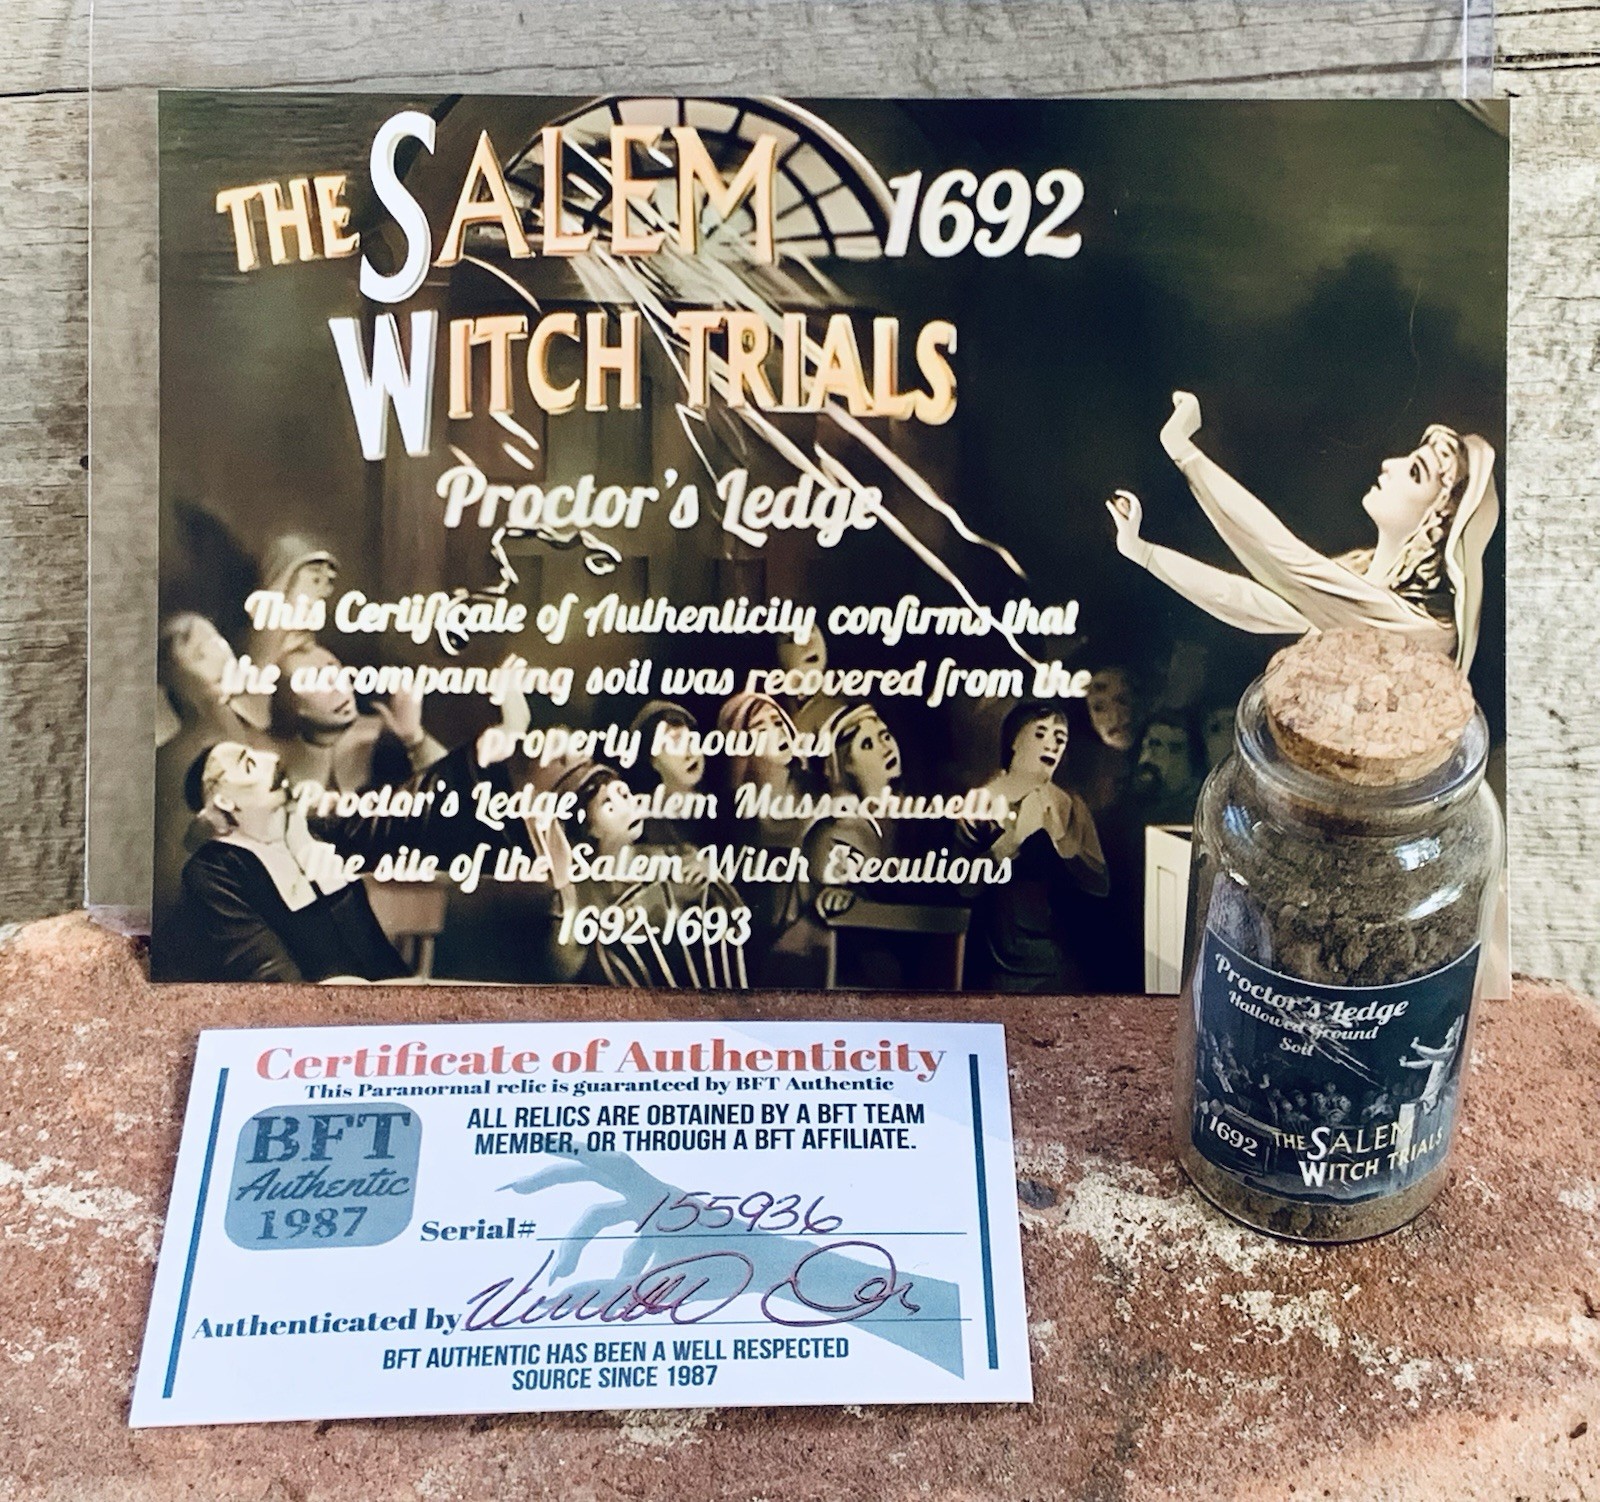 THE SALEM 1692
WITCH TRIALS
Proctor's Ledge
This Certificate of Authenticity confirms that
the accompanying soil was recovered from the
property known as
Proctor's Ledge, Salem Massachusetts.
The site of the Salem Witch Executions
1692-1693
Certificate of Authenticity
This Paranormal relic is guaranteed by BFT Authentic
BFT
Authentic
1987
ALL RELICS ARE OBTAINED BY A BFT TEAM
MEMBER, OR THROUGH A BFT AFFILIATE.
Serial# 155936
Authenticated by
BFT AUTHENTIC HAS BEEN A WELL RESPECTED
SOURCE SINCE 1987
Proctor's Ledge
Hallowed Ground
Soil
1692 THE SALEM
WITCH TRIALS